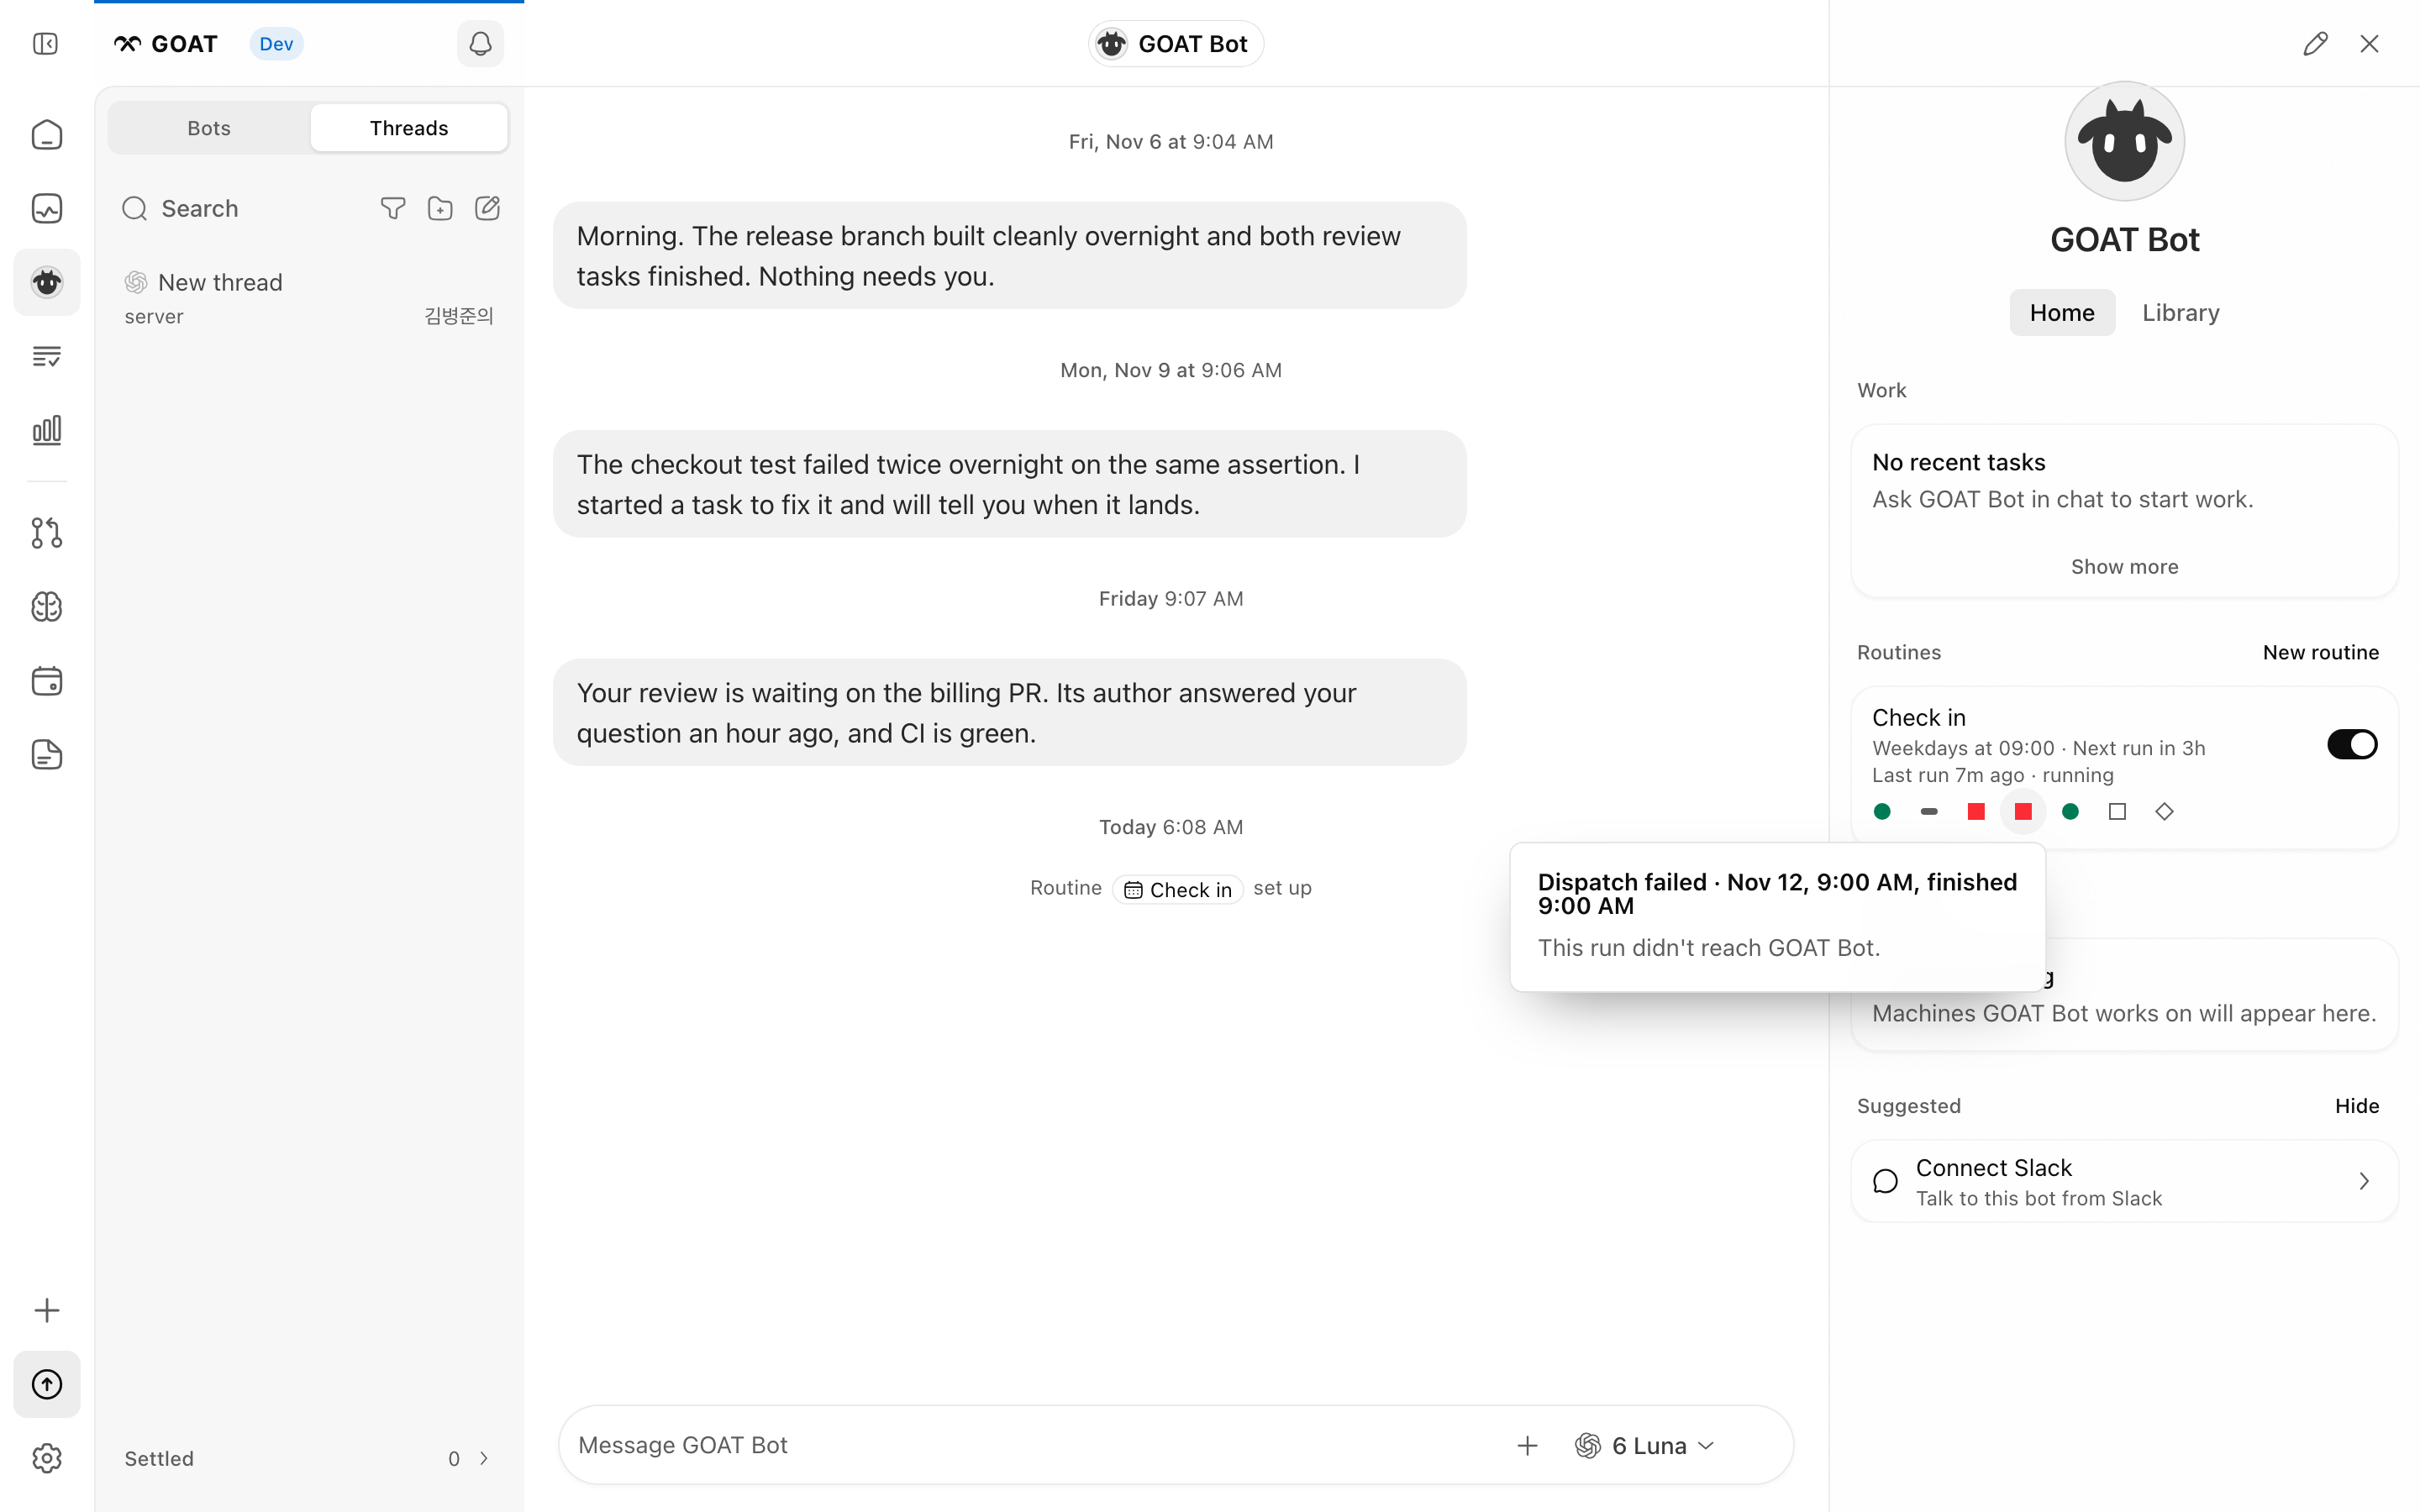 GOAT
Dev
Bots
Threads
Search
New thread
server
김병준의
Settled
0
GOAT Bot
Fri, Nov 6 at 9:04 AM
Morning. The release branch built cleanly overnight and both review
tasks finished. Nothing needs you.
Mon, Nov 9 at 9:06 AM
The checkout test failed twice overnight on the same assertion. I
started a task to fix it and will tell you when it lands.
Friday 9:07 AM
Your review is waiting on the billing PR. Its author answered your
question an hour ago, and CI is green.
Today 6:08 AM
Routine Check in set up
Message GOAT Bot
6 Luna
GOAT Bot
Home
Library
Work
No recent tasks
Ask GOAT Bot in chat to start work.
Show more
Routines
New routine
Check in
Weekdays at 09:00 · Next run in 3h
Last run 7m ago · running
Dispatch failed · Nov 12, 9:00 AM, finished
9:00 AM
This run didn't reach GOAT Bot.
Machines GOAT Bot works on will appear here.
Suggested
Hide
Connect Slack
Talk to this bot from Slack